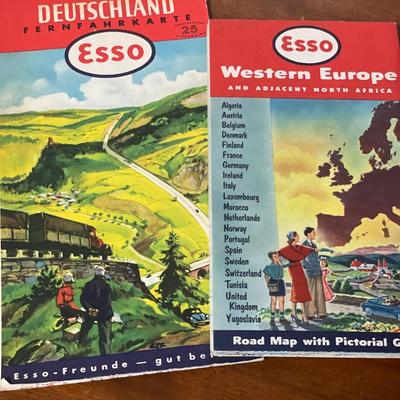 DEUTSCHLAND
FERNFAHRKARTE
25
Esso
Esso-Freunde — gut be
Esso
Western Europe
AND ADJACENT NORTH AFRICA
Algeria
Austria
Belgium
Denmark
Finland
France
Germany
Ireland
Italy
Luxembourg
Morocco
Netherlands
Norway
Portugal
Spain
Sweden
Switzerland
Tunisia
United
Kingdom
Yugoslavia
Road Map with Pictorial G